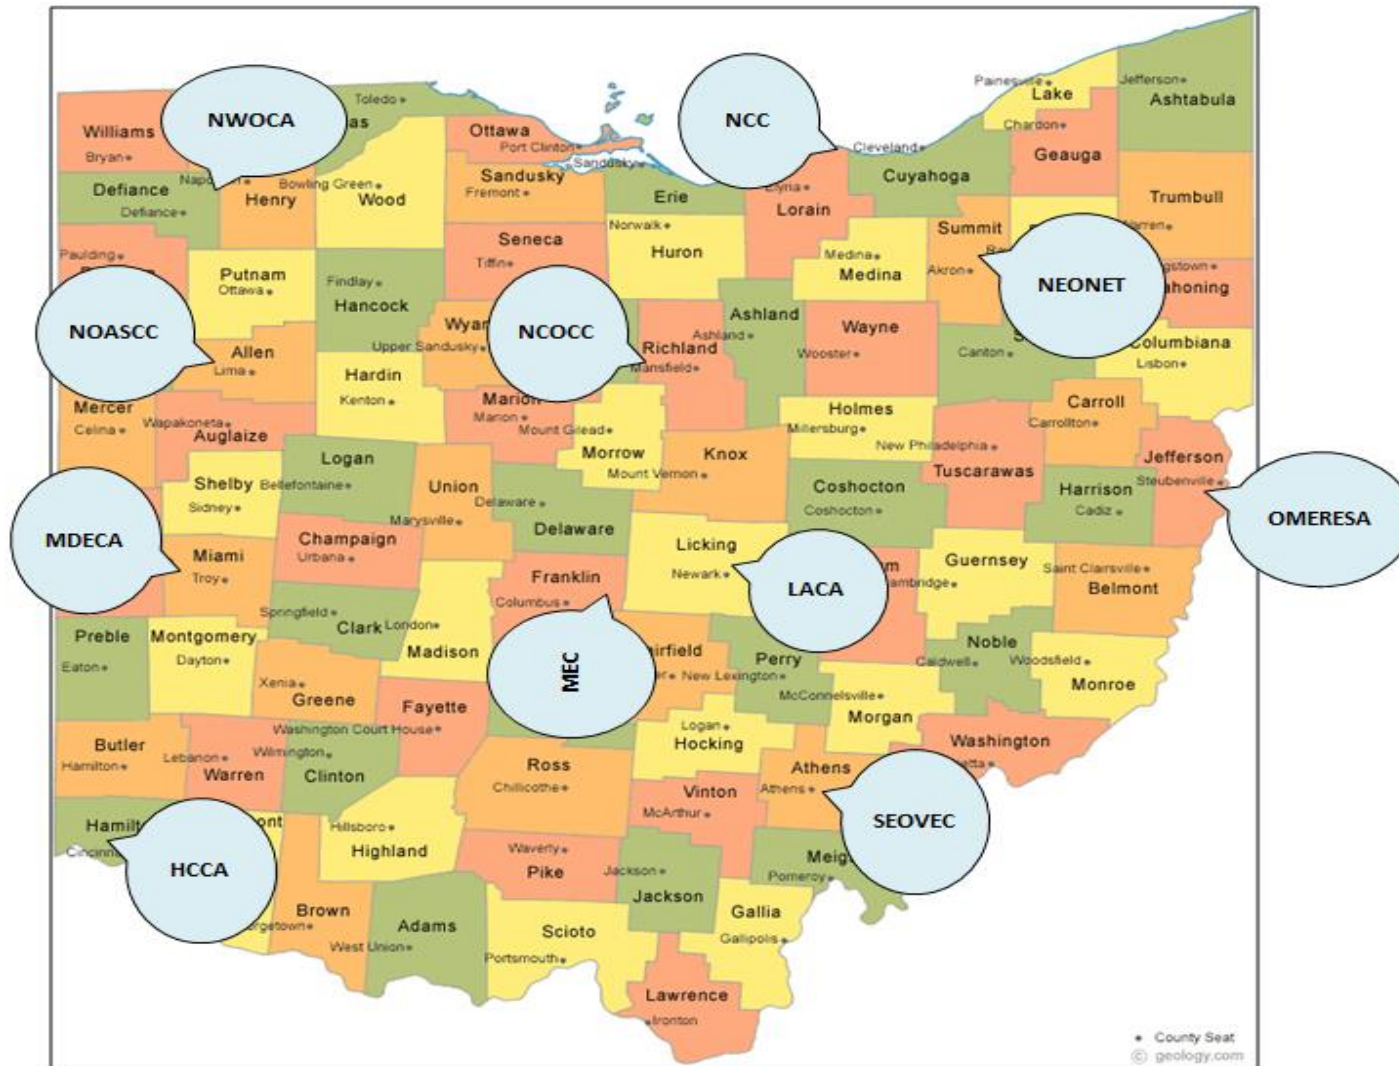 Painesville
Lake
Jefferson
Ashtabula
Toledo
NWOCA
NCC
Chardon
Williams
Bryan
Ottawa
Port Clinton
Cleveland
Geauga
Sandusky
Defiance
Defiance
Henry
Bowling Green
Wood
Sandusky
Fremont
Erie
Lorain
Cuyahoga
Trumbull
Paulding
Seneca
Tiffin
Norwalk
Huron
Medina
Medina
Summit
Akron
NEONET
Putnam
Ottawa
Findlay
Hancock
NOASCC
NCOCC
Allen
Lima
Upper Sandusky
Richland
Mansfield
Ashland
Ashland
Wayne
Wooster
Canton
Columbiana
Lisbon
Hardin
Kenton
Mercer
Celina
Wapakoneta
Auglaize
Marion
Marion
Mount Gilead
Morrow
Holmes
Millersburg
New Philadelphia
Tuscarawas
Carroll
Carrollton
Jefferson
Steubenville
Logan
Bellefontaine
Union
Marysville
Knox
Mount Vernon
Shelby
Sidney
Delaware
Delaware
Coshocton
Coshocton
Harrison
Cadiz
OMERESA
MDECA
Miami
Troy
Champaign
Urbana
Franklin
Columbus
Licking
Newark
LACA
Guernsey
Saint Clairsville
Belmont
Springfield
Clark
London
Madison
Preble
Eaton
Montgomery
Dayton
MEC
Perry
New Lexington
Noble
Caldwell
Woodsfield
Monroe
Xenia
Greene
Fayette
Washington Court House
McConnelsville
Morgan
Logan
Hocking
Washington
Butler
Hamilton
Lebanon
Warren
Wilmington
Clinton
Ross
Chillicothe
Athens
Athens
Vinton
McArthur
SEOVEC
HCCA
Hillsboro
Highland
Waverly
Pike
Jackson
Jackson
Pomeroy
Brown
Adams
West Union
Scioto
Portsmouth
Gallia
Gallipolis
Lawrence
Ironton
County Seat
© geology.com